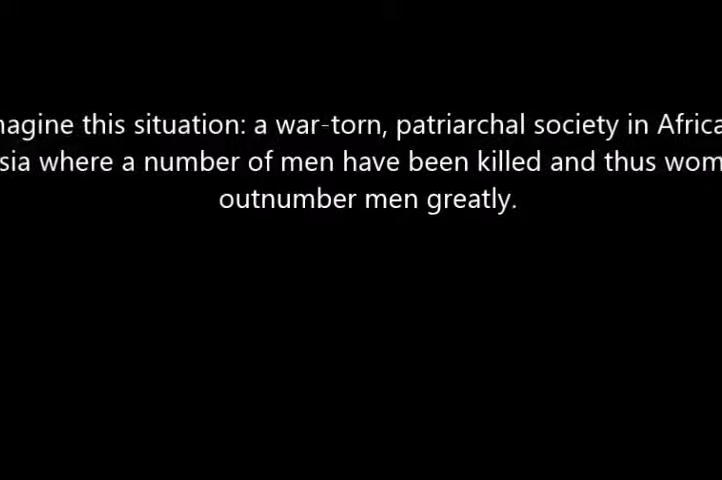 magine this situation: a war-torn, patriarchal society in Africa
sia where a number of men have been killed and thus wom
outnumber men greatly.